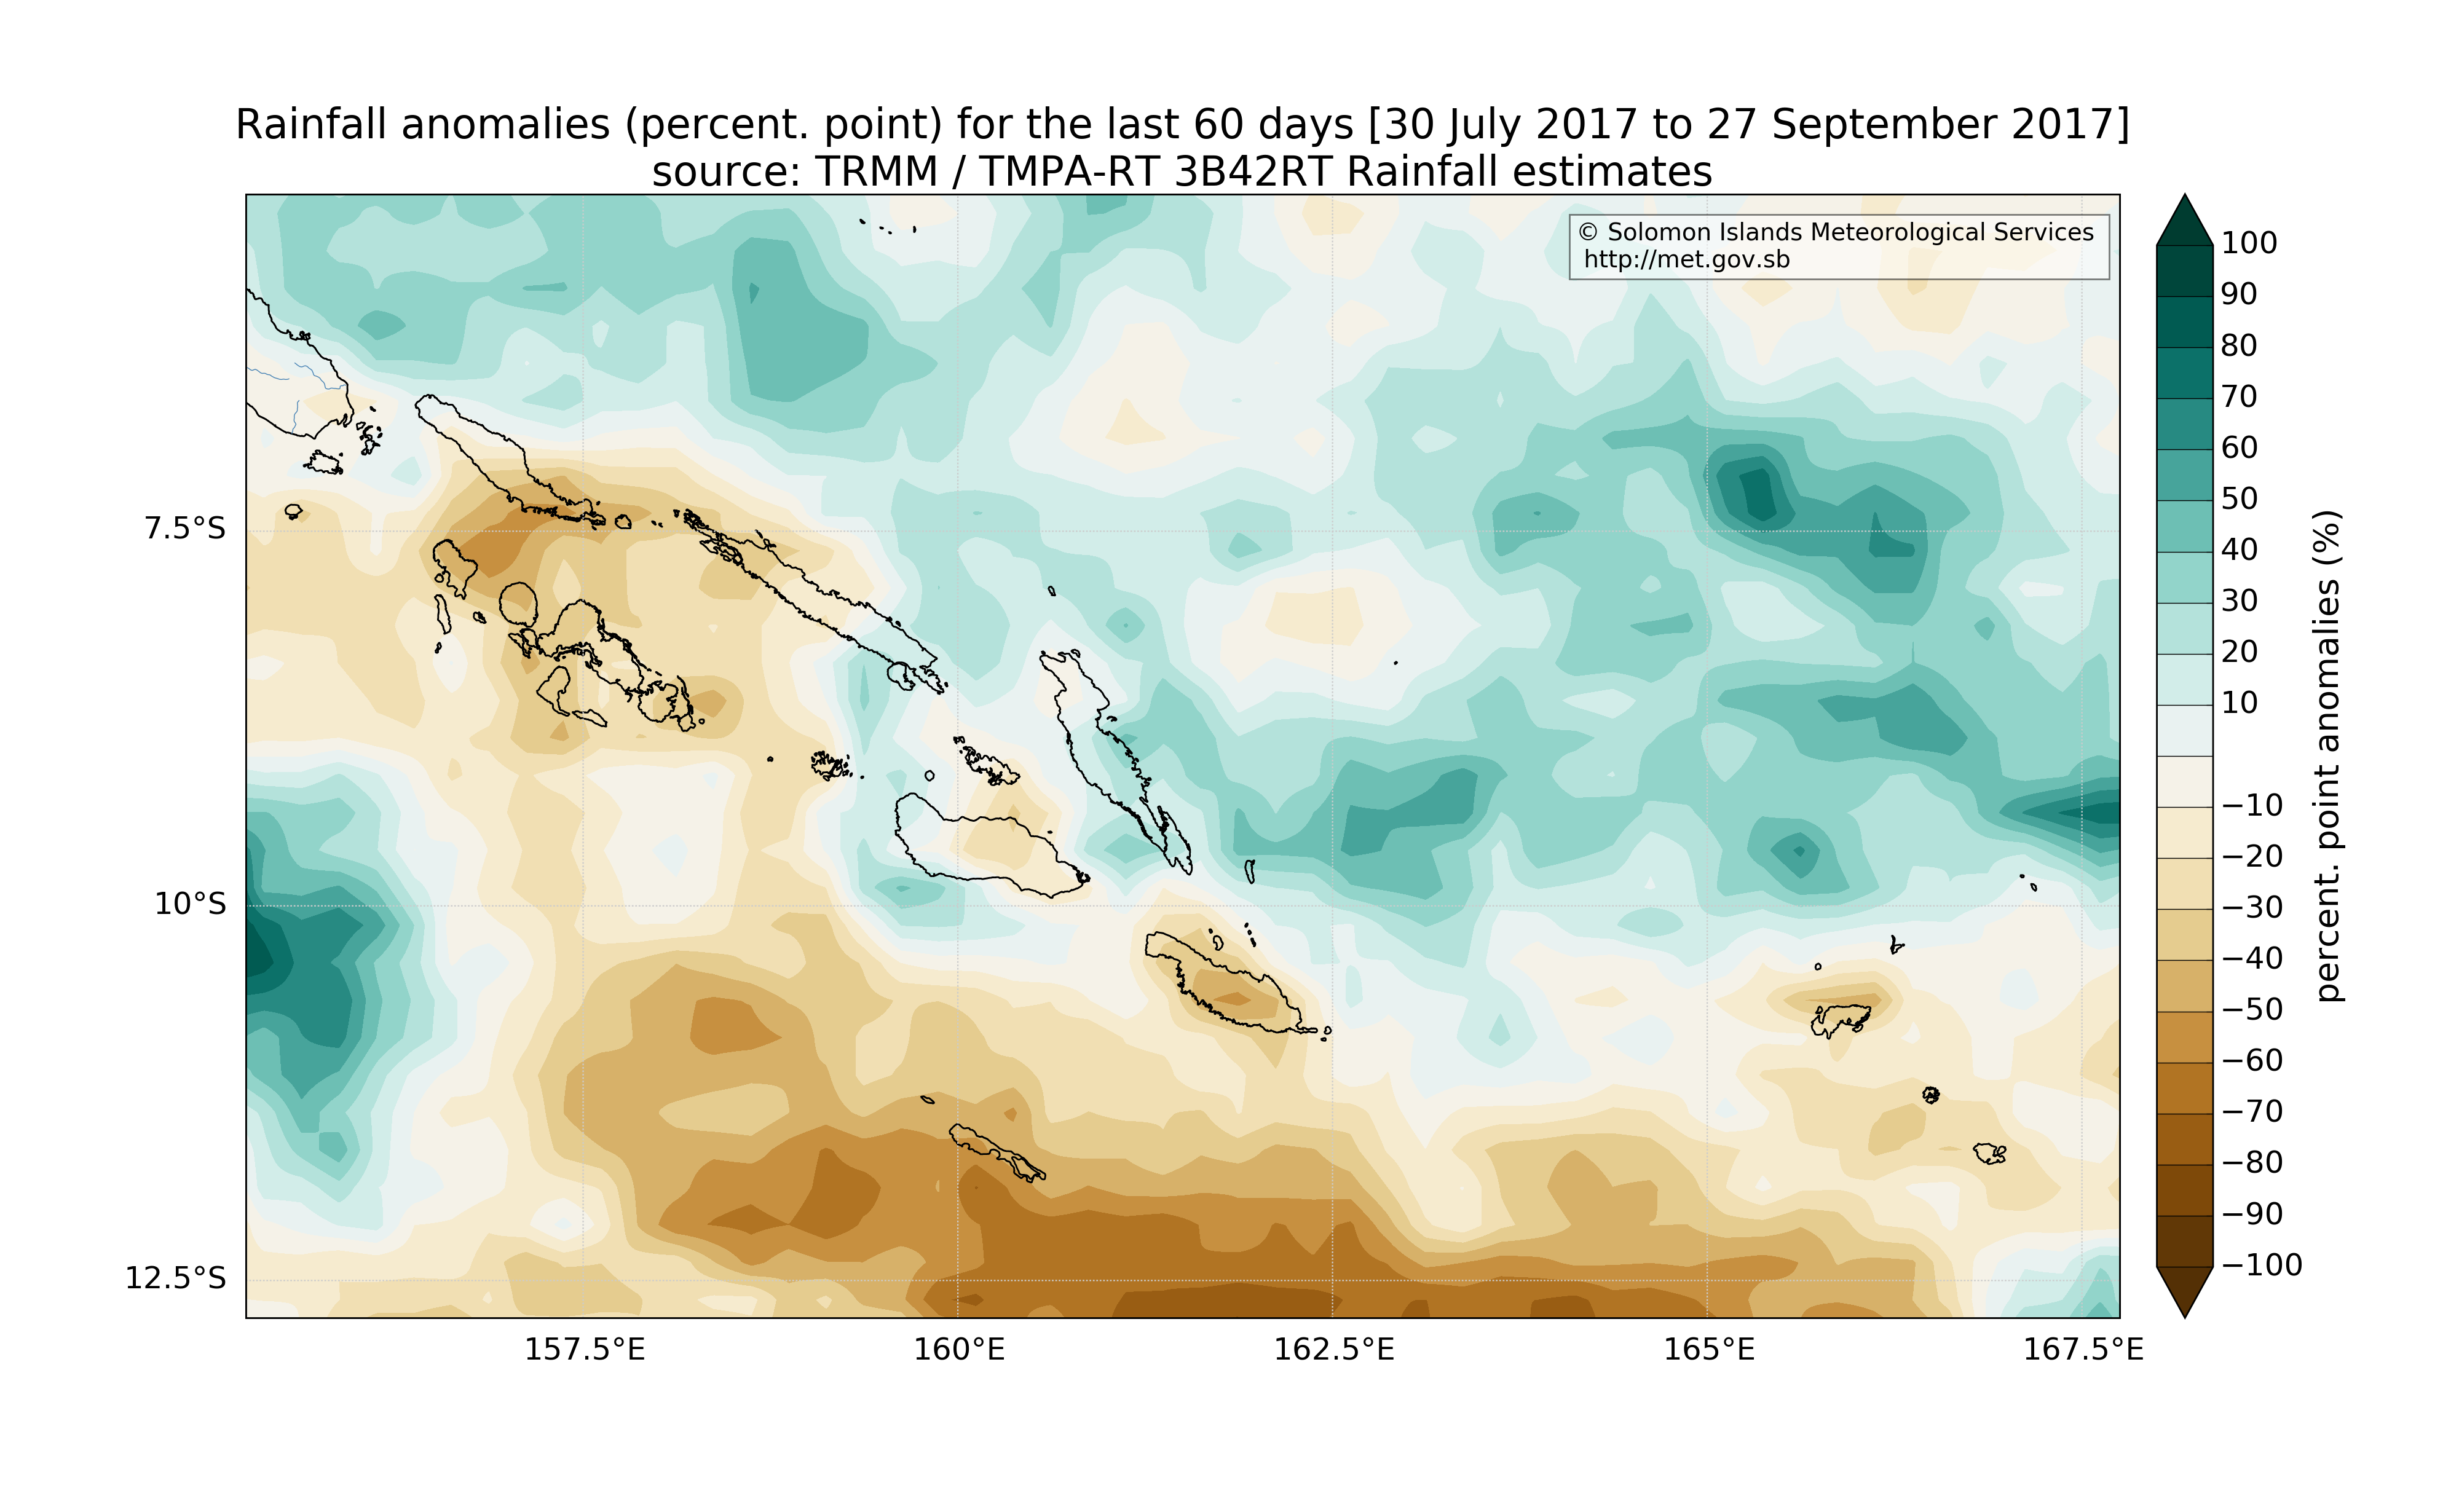 Rainfall anomalies (percent. point) for the last 60 days [30 July 2017 to 27 September 2017]
source: TRMM / TMPA-RT 3B42RT Rainfall estimates
© Solomon Islands Meteorological Services
http://met.gov.sb
7.5°S
10°S
12.5°S
157.5°E
160°E
162.5°E
165°E
167.5°E
100
90
80
70
60
50
40
30
20
10
−10
−20
−30
−40
−50
−60
−70
−80
−90
−100
percent. point anomalies (%)